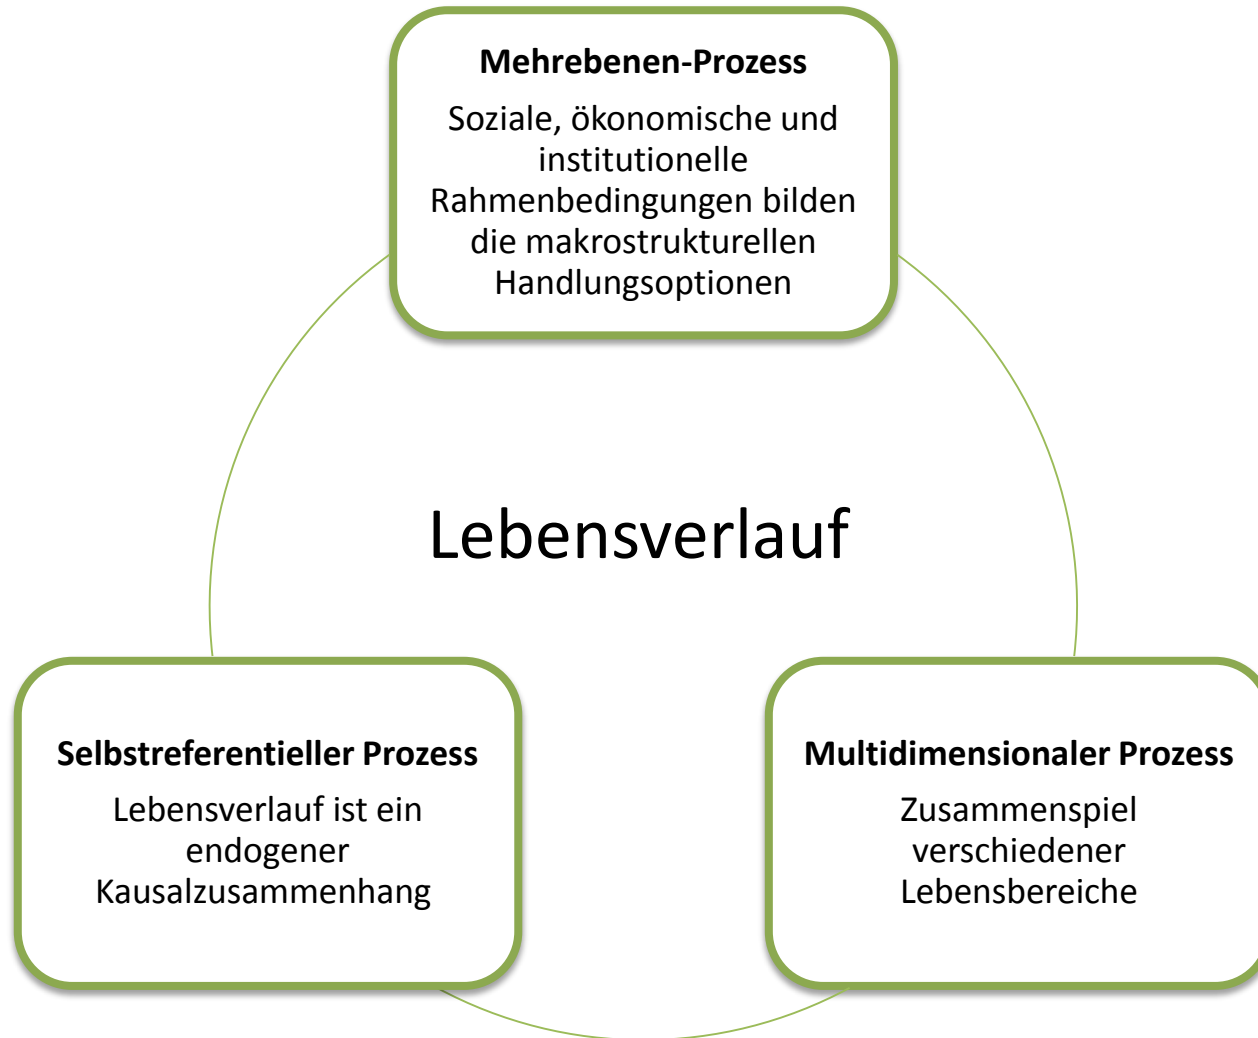 Mehrebenen-Prozess
Soziale, ökonomische und
institutionelle
Rahmenbedingungen bilden
die makrostrukturellen
Handlungsoptionen
Lebensverlauf
Selbstreferentieller Prozess
Lebensverlauf ist ein
endogener
Kausalzusammenhang
Multidimensionaler Prozess
Zusammenspiel
verschiedener
Lebensbereiche